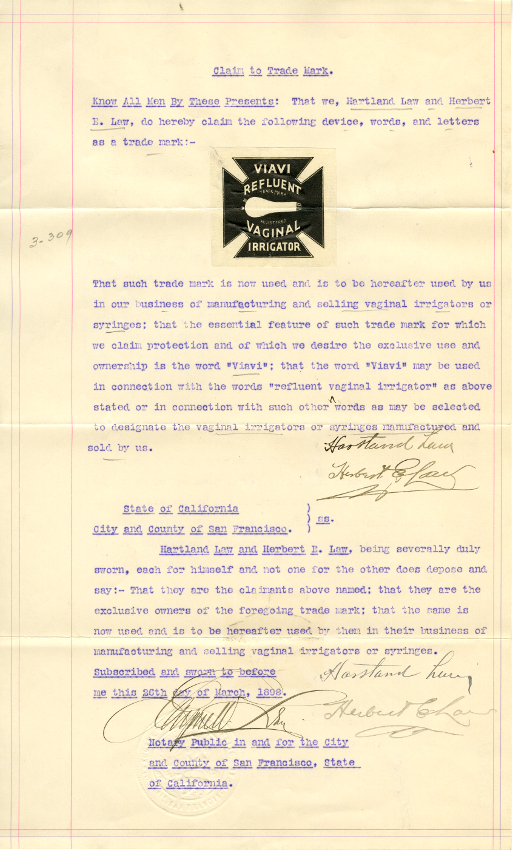 Claim to Trade Mark.
Know All Men By These Presents: That we, Hartland Law and Herbert
E. Law, do hereby claim the following device, words, and letters
as a trade mark:-
VIAVI
REFLUENT
VAGINAL
IRRIGATOR
3-309
That such trade mark is now used and is to be hereafter used by us
in our business of manufacturing and selling vaginal irrigators or
syringes; that the essential feature of such trade mark for which
we claim protection and of which we desire the exclusive use and
ownership is the word "Viavi"; that the word "Viavi" may be used
in connection with the words "refluent vaginal irrigator" as above
stated or in connection with such other words as may be selected
to designate the vaginal irrigators or syringes manufactured and
sold by us.
Hartland Law
Herbert E Law
State of California
City and County of San Francisco. } ss.
Hartland Law and Herbert E. Law, being severally duly
sworn, each for himself and not one for the other does depose and
say:- That they are the claimants above named; that they are the
exclusive owners of the foregoing trade mark; that the same is
now used and is to be hereafter used by them in their business of
manufacturing and selling vaginal irrigators or syringes.
Subscribed and sworn to before
me this 26th day of March, 1898.
Hartland Law
Herbert E Law
Notary Public in and for the City
and County of San Francisco, State
of California.